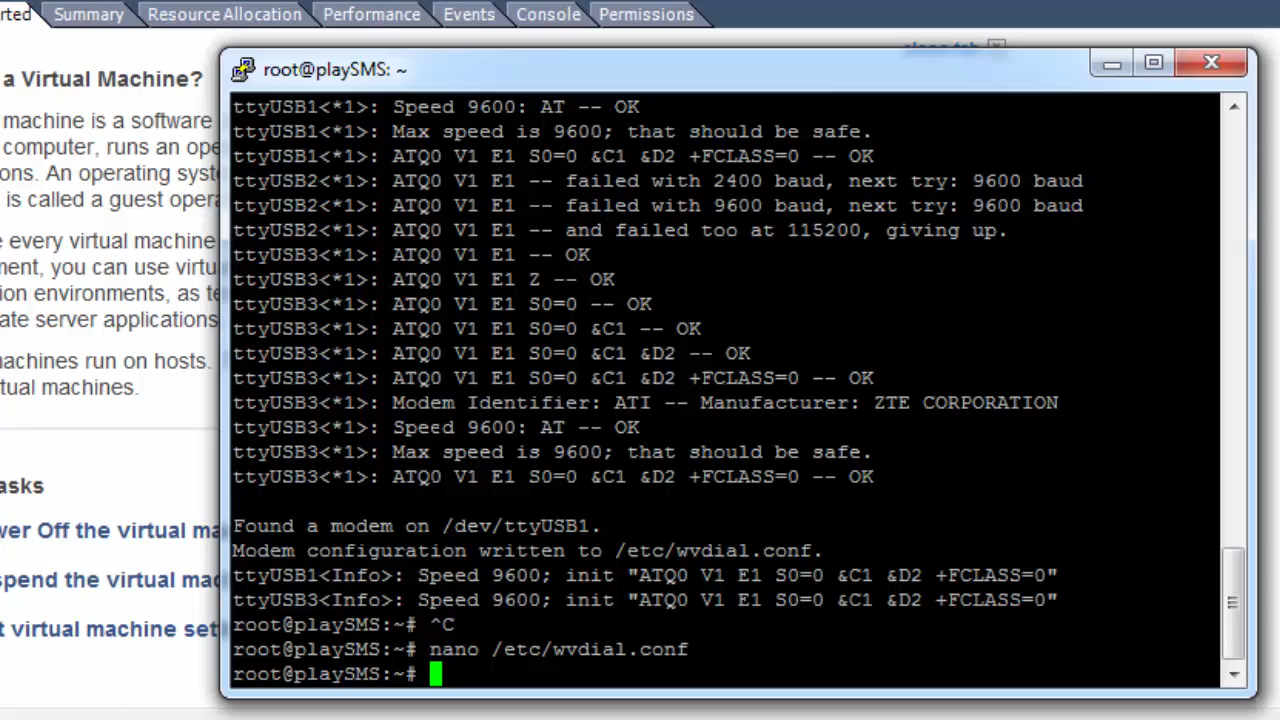 rted Summary Resource Allocation Performance Events Console Permissions
close tab
a Virtual Machine?
machine is a software
computer, runs an ope
ons. An operating syst
is called a guest opera
e every virtual machine
ment, you can use virtu
ion environments, as te
ate server applications
nachines run on hosts.
tual machines.
asks
wer Off the virtual ma
spend the virtual mac
t virtual machine sett
root@playSMS: ~
ttyUSB1<*1>: Speed 9600: AT -- OK
ttyUSB1<*1>: Max speed is 9600; that should be safe.
ttyUSB1<*1>: ATQ0 V1 E1 S0=0 &C1 &D2 +FCLASS=0 -- OK
ttyUSB2<*1>: ATQ0 V1 E1 -- failed with 2400 baud, next try: 9600 baud
ttyUSB2<*1>: ATQ0 V1 E1 -- failed with 9600 baud, next try: 9600 baud
ttyUSB2<*1>: ATQ0 V1 E1 -- and failed too at 115200, giving up.
ttyUSB3<*1>: ATQ0 V1 E1 -- OK
ttyUSB3<*1>: ATQ0 V1 E1 Z -- OK
ttyUSB3<*1>: ATQ0 V1 E1 S0=0 -- OK
ttyUSB3<*1>: ATQ0 V1 E1 S0=0 &C1 -- OK
ttyUSB3<*1>: ATQ0 V1 E1 S0=0 &C1 &D2 -- OK
ttyUSB3<*1>: ATQ0 V1 E1 S0=0 &C1 &D2 +FCLASS=0 -- OK
ttyUSB3<*1>: Modem Identifier: ATI -- Manufacturer: ZTE CORPORATION
ttyUSB3<*1>: Speed 9600: AT -- OK
ttyUSB3<*1>: Max speed is 9600; that should be safe.
ttyUSB3<*1>: ATQ0 V1 E1 S0=0 &C1 &D2 +FCLASS=0 -- OK
Found a modem on /dev/ttyUSB1.
Modem configuration written to /etc/wvdial.conf.
ttyUSB1<Info>: Speed 9600; init "ATQ0 V1 E1 S0=0 &C1 &D2 +FCLASS=0"
ttyUSB3<Info>: Speed 9600; init "ATQ0 V1 E1 S0=0 &C1 &D2 +FCLASS=0"
root@playSMS:~# ^C
root@playSMS:~# nano /etc/wvdial.conf
root@playSMS:~#